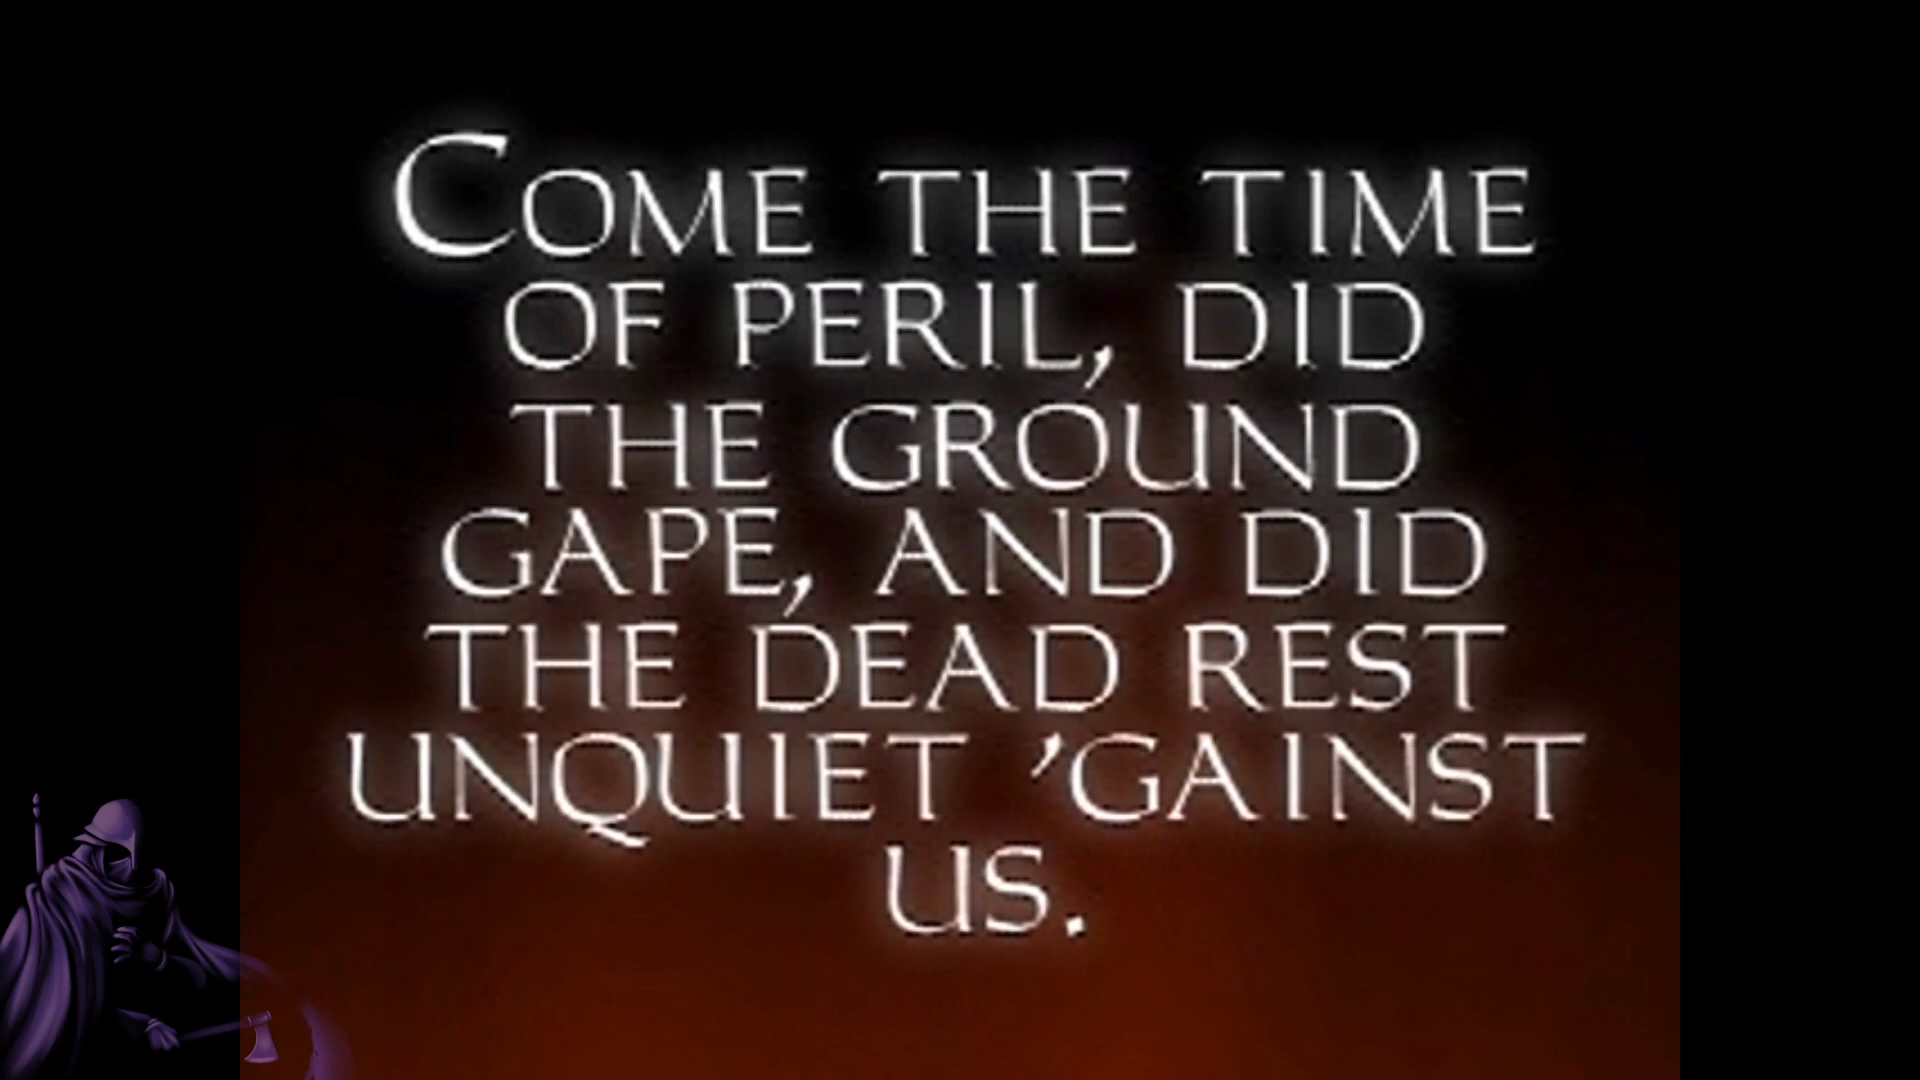 COME THE TIME
OF PERIL, DID
THE GROUND
GAPE, AND DID
THE DEAD REST
UNQUIET 'GAINST
US.